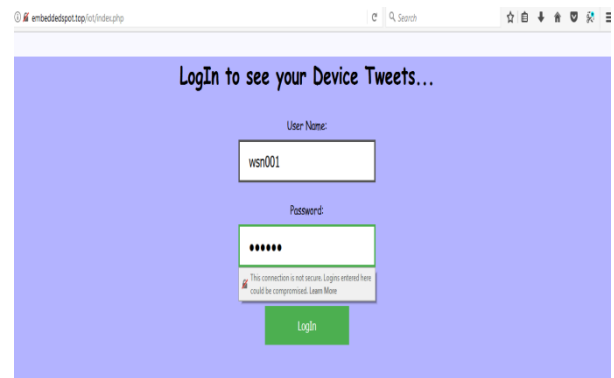 embeddedspot.top/iot/index.php
Search
LogIn to see your Device Tweets...
User Name:
wsn001
Password:
••••••
This connection is not secure. Logins entered here
could be compromised. Learn More
LogIn